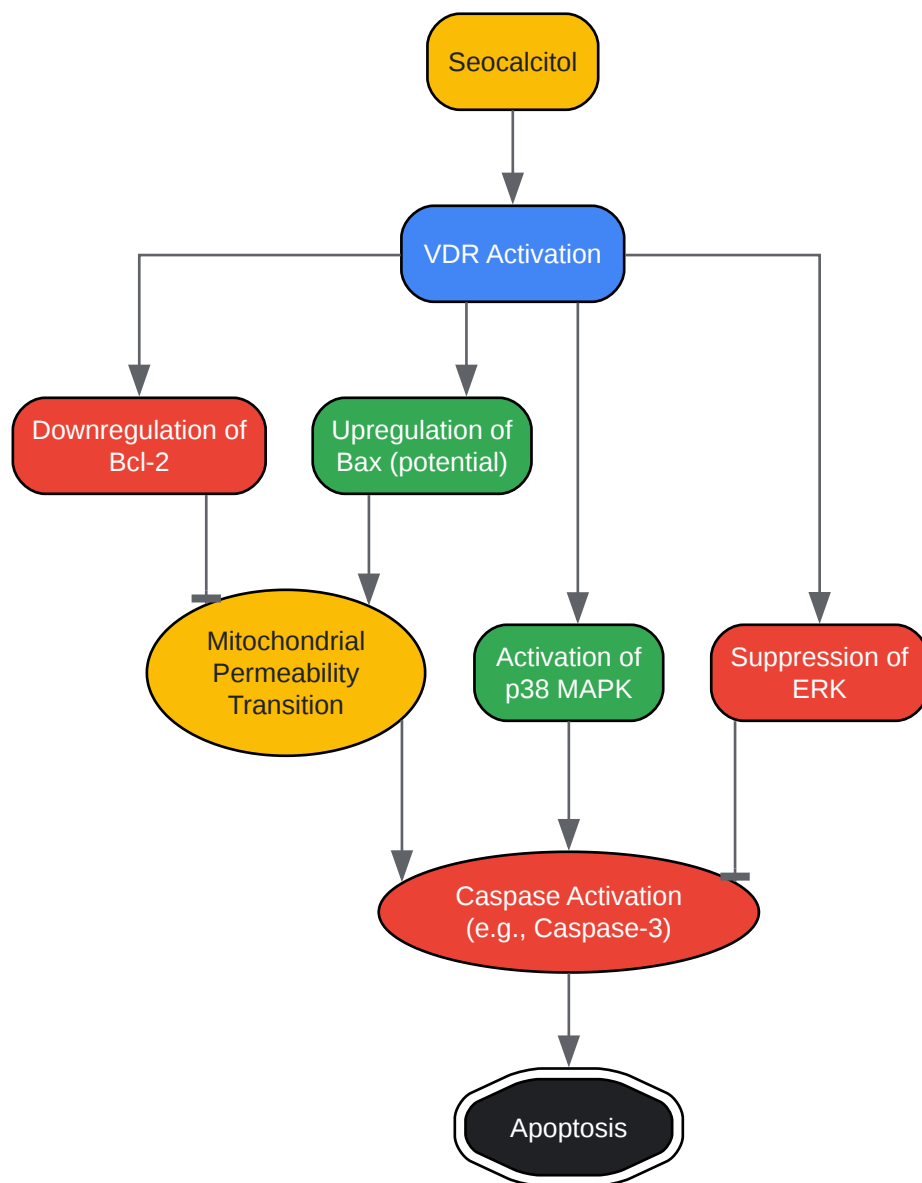 Seocalcitol
VDR Activation
Downregulation of
Bcl-2
Upregulation of
Bax (potential)
Mitochondrial
Permeability
Transition
Activation of
p38 MAPK
Suppression of
ERK
Caspase Activation
(e.g., Caspase-3)
Apoptosis